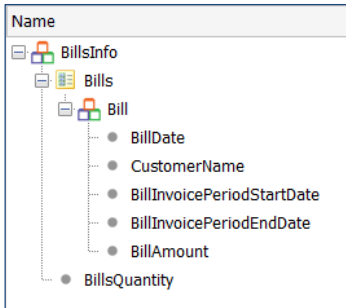 Name
BillsInfo
Bills
Bill
BillDate
CustomerName
BillInvoicePeriodStartDate
BillInvoicePeriodEndDate
BillAmount
BillsQuantity